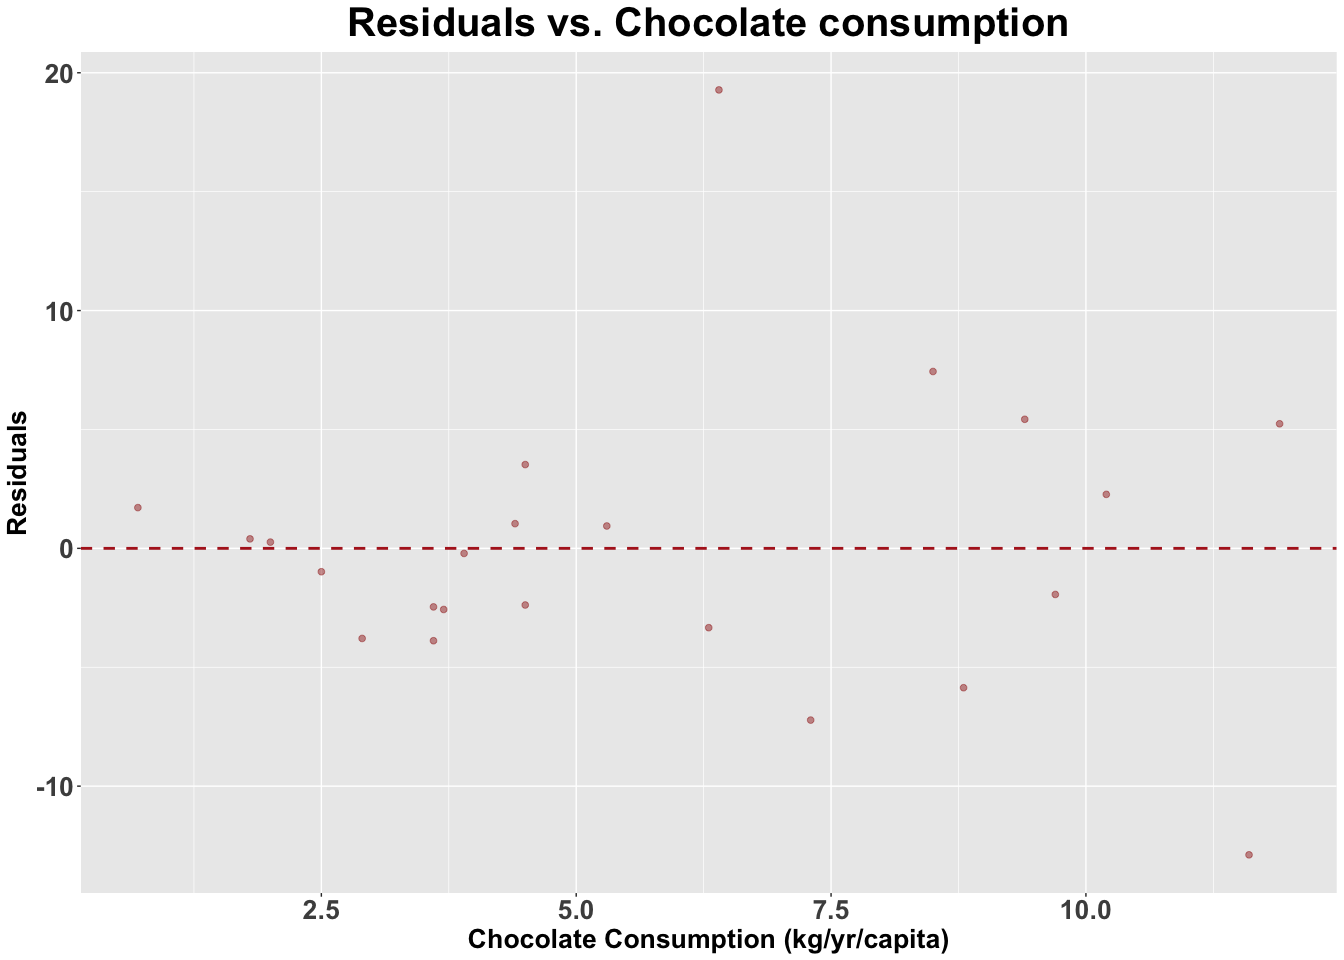 Residuals vs. Chocolate consumption
20
10
0
-10
Residuals
2.5 5.0 7.5 10.0
Chocolate Consumption (kg/yr/capita)